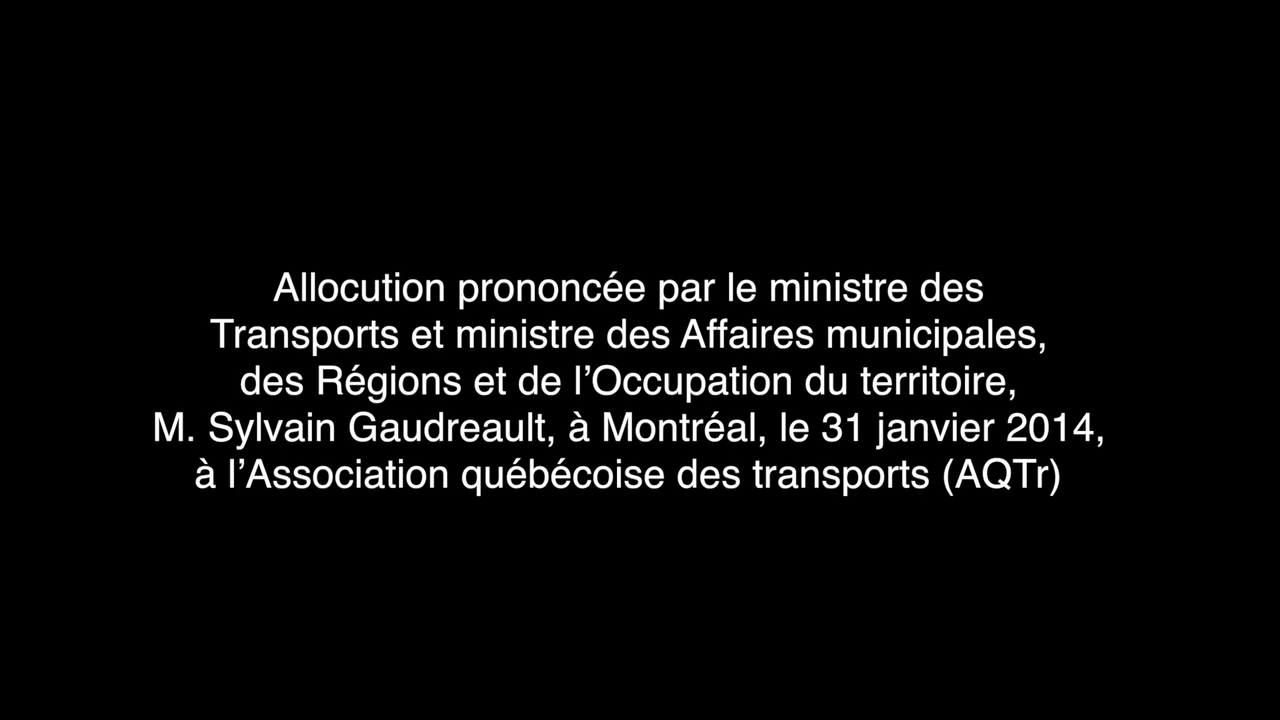 Allocution prononcée par le ministre des
Transports et ministre des Affaires municipales,
des Régions et de l’Occupation du territoire,
M. Sylvain Gaudreault, à Montréal, le 31 janvier 2014,
à l’Association québécoise des transports (AQTr)